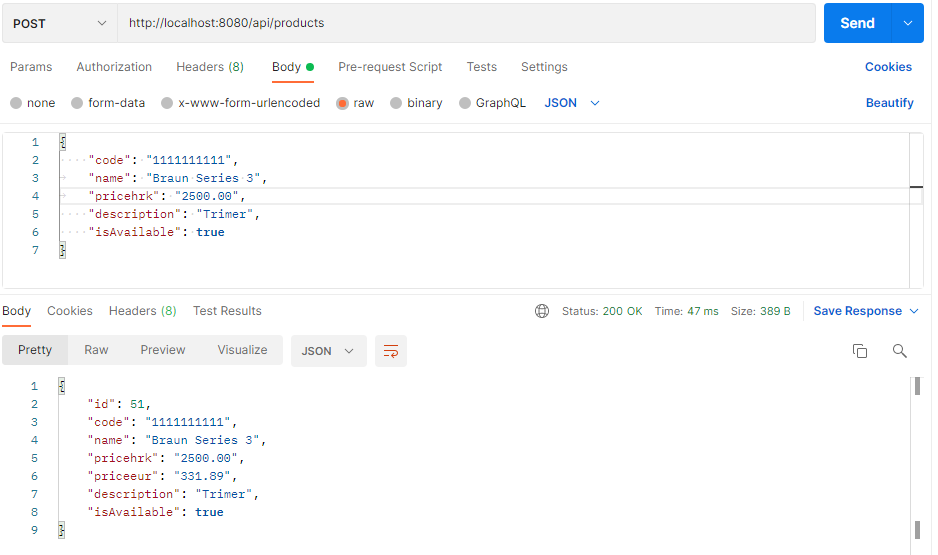 POST http://localhost:8080/api/products Send
Params Authorization Headers (8) Body Pre-request Script Tests Settings Cookies
none form-data x-www-form-urlencoded raw binary GraphQL JSON Beautify
1 {
2 "code": "1111111111",
3 "name": "Braun Series 3",
4 "pricehrk": "2500.00",
5 "description": "Trimer",
6 "isAvailable": true
7 }
Body Cookies Headers (8) Test Results Status: 200 OK Time: 47 ms Size: 389 B Save Response
Pretty Raw Preview Visualize JSON
1 {
2 "id": 51,
3 "code": "1111111111",
4 "name": "Braun Series 3",
5 "pricehrk": "2500.00",
6 "priceeur": "331.89",
7 "description": "Trimer",
8 "isAvailable": true
9 }